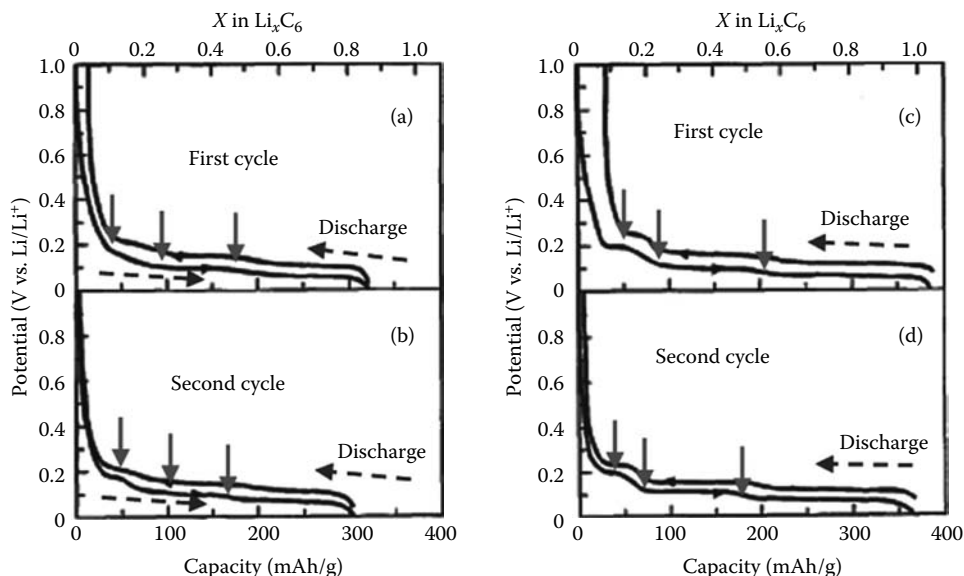 X in LiₓC₆
0 0.2 0.4 0.6 0.8 1.0
1.0
0.8
0.6
0.4
0.2
0
(a)
First cycle
Discharge
0.8
0.6
0.4
0.2
0
(b)
Second cycle
Discharge
0 100 200 300 400
Capacity (mAh/g)
Potential (V vs. Li/Li⁺)
X in LiₓC₆
0 0.2 0.4 0.6 0.8 1.0
1.0
0.8
0.6
0.4
0.2
0
(c)
First cycle
Discharge
0.8
0.6
0.4
0.2
0
(d)
Second cycle
Discharge
0 100 200 300 400
Capacity (mAh/g)
Potential (V vs. Li/Li⁺)